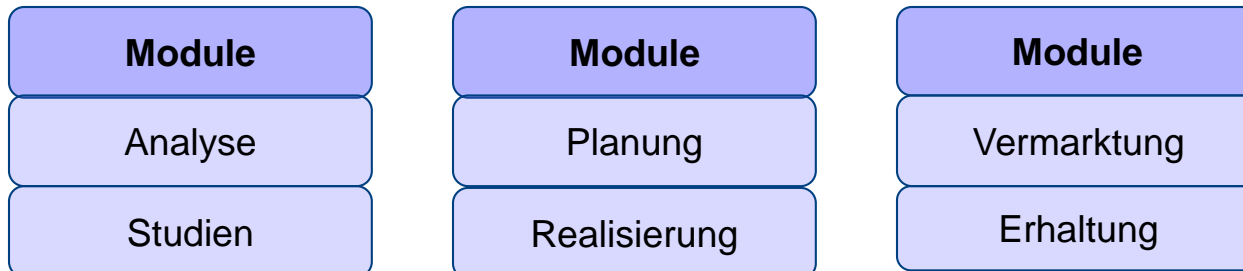 Module
Analyse
Studien
Module
Planung
Realisierung
Module
Vermarktung
Erhaltung